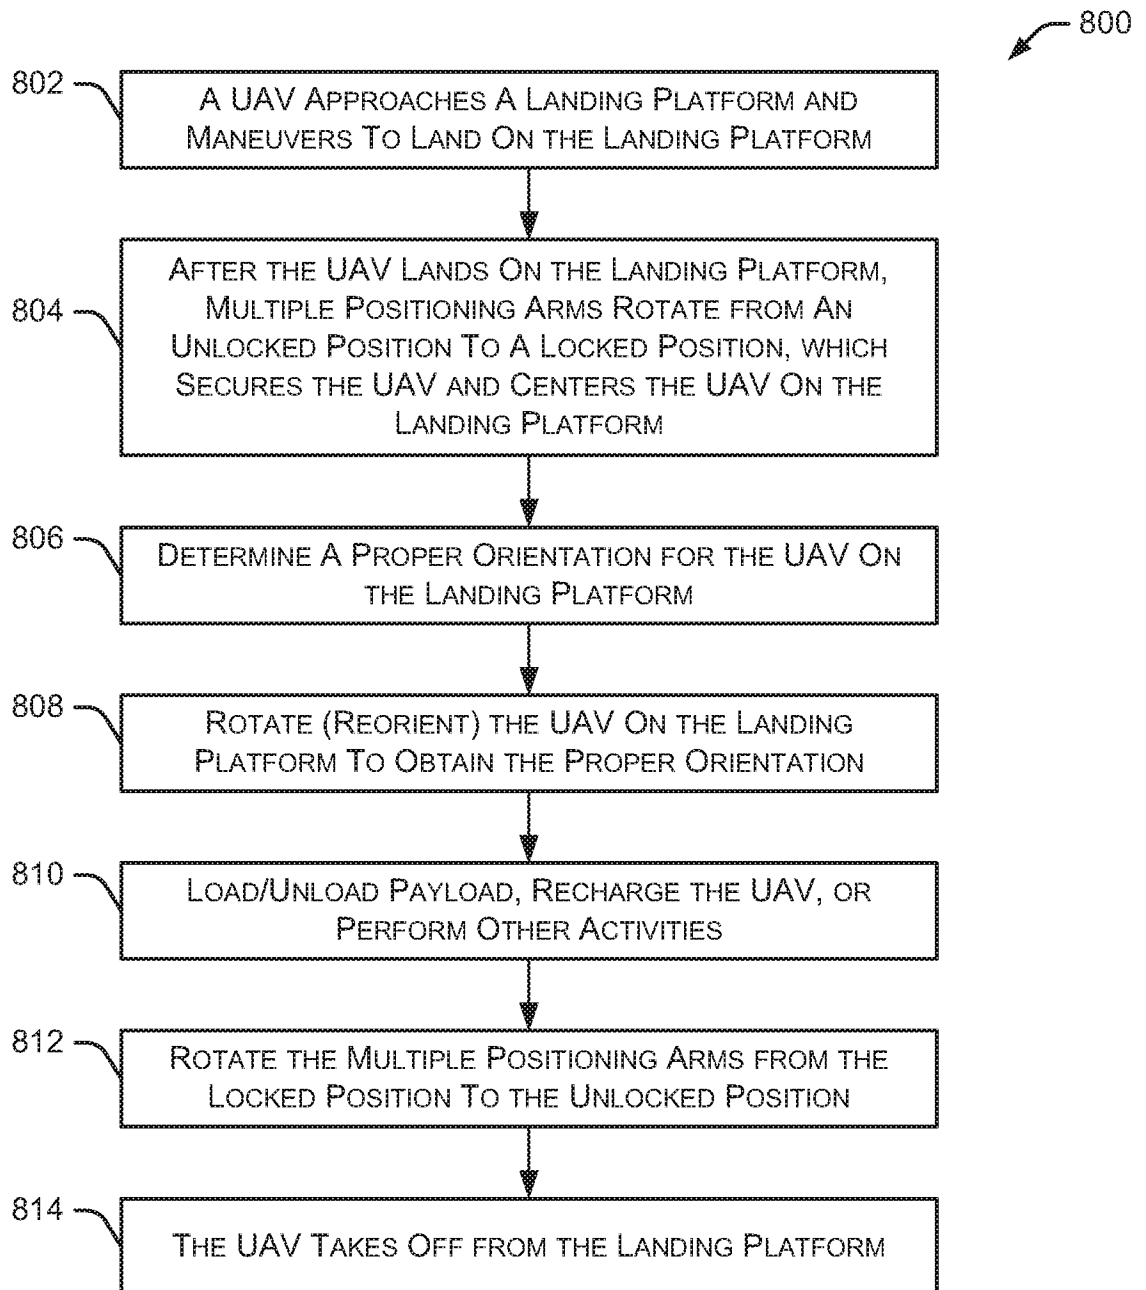 800
802
A UAV APPROACHES A LANDING PLATFORM AND
MANEUVERS TO LAND ON THE LANDING PLATFORM
804
AFTER THE UAV LANDS ON THE LANDING PLATFORM,
MULTIPLE POSITIONING ARMS ROTATE FROM AN
UNLOCKED POSITION TO A LOCKED POSITION, WHICH
SECURES THE UAV AND CENTERS THE UAV ON THE
LANDING PLATFORM
806
DETERMINE A PROPER ORIENTATION FOR THE UAV ON
THE LANDING PLATFORM
808
ROTATE (REORIENT) THE UAV ON THE LANDING
PLATFORM TO OBTAIN THE PROPER ORIENTATION
810
LOAD/UNLOAD PAYLOAD, RECHARGE THE UAV, OR
PERFORM OTHER ACTIVITIES
812
ROTATE THE MULTIPLE POSITIONING ARMS FROM THE
LOCKED POSITION TO THE UNLOCKED POSITION
814
THE UAV TAKES OFF FROM THE LANDING PLATFORM